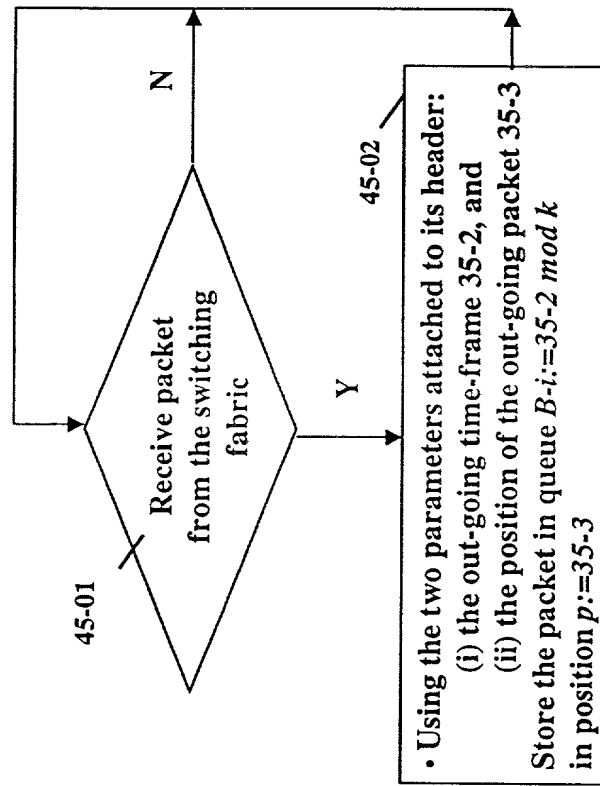 45-01
Receive packet
from the switching
fabric
N
Y
45-02
• Using the two parameters attached to its header:
(i) the out-going time-frame 35-2, and
(ii) the position of the out-going packet 35-3
Store the packet in queue B-i:=35-2 mod k
in position p:=35-3